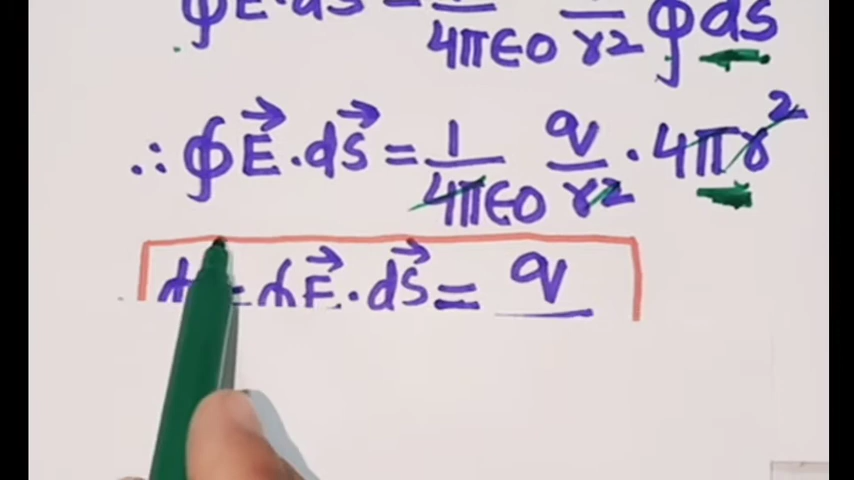 ∮E·ds = 1/4πϵ0 q/r² ∮ds
∴ ∮E⃗·dS⃗ = 1/4πϵ0 q/r² · 4πr²
= ∮E⃗·dS⃗ = q